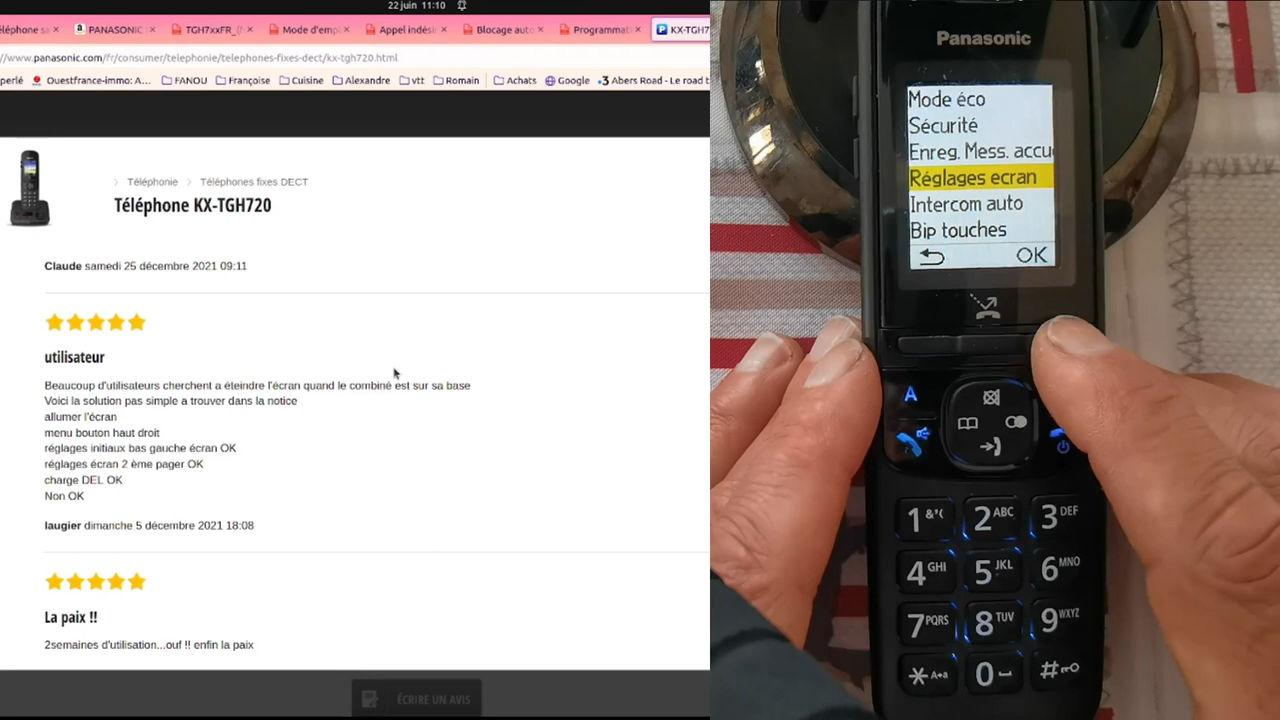 22 juin 11:10
éléphone sa
PANASONIC
TGH7xxFR_(
Mode d'empl
Appel indési
Blocage auto
Programmat
KX-TGH7
/www.panasonic.com/fr/consumer/telephonie/telephones-fixes-dect/kx-tgh720.html
perlé
Ouestfrance-immo: A...
FANOU
Françoise
Cuisine
Alexandre
vtt
Romain
Achats
Google
Abers Road - Le road t
Téléphonie
Téléphones fixes DECT
Téléphone KX-TGH720
Claude samedi 25 décembre 2021 09:11
utilisateur
Beaucoup d'utilisateurs cherchent a éteindre l'écran quand le combiné est sur sa base
Voici la solution pas simple a trouver dans la notice
allumer l'écran
menu bouton haut droit
réglages initiaux bas gauche écran OK
réglages écran 2 ème pager OK
charge DEL OK
Non OK
laugier dimanche 5 décembre 2021 18:08
La paix !!
2semaines d'utilisation...ouf !! enfin la paix
ÉCRIRE UN AVIS
Panasonic
Mode éco
Sécurité
Enreg. Mess. accu
Réglages ecran
Intercom auto
Bip touches
OK
A
1 &'(
2 ABC
3 DEF
4 GHI
5 JKL
6 MNO
7 PQRS
8 TUV
9 WXYZ
* A→a
0
#